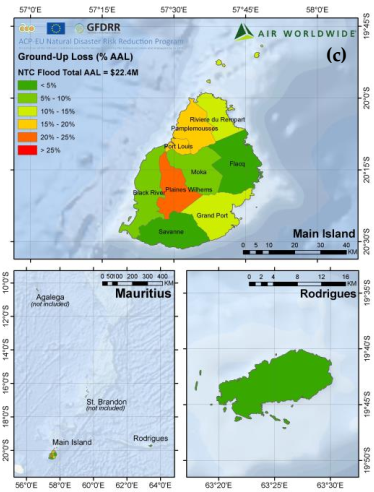 57°0'E 57°15'E 57°30'E 57°45'E 58°0'E
GFDRR
ACP-EU Natural Disaster Risk Reduction Program
AIR WORLDWIDE
(c)
Ground-Up Loss (% AAL)
NTC Flood Total AAL = $22.4M
< 5%
5% - 10%
10% - 15%
15% - 20%
20% - 25%
> 25%
19°45'S
20°0'S
20°15'S
20°30'S
Riviere du Rempart
Pamplemousses
Port Louis
Flacq
Moka
Black River
Plaines Wilhems
Grand Port
Savanne
Main Island
0 5 10 20 30 40
KM
0 50100 200 300 400
KM
Mauritius
Agalega
(not included)
St. Brandon
(not included)
Main Island
Rodrigues
10°0'S
12°0'S
14°0'S
16°0'S
18°0'S
20°0'S
56°0'E 58°0'E 60°0'E 62°0'E 64°0'E
0 2 4 8 12 16
KM
Rodrigues
19°35'S
19°40'S
19°45'S
19°50'S
63°20'E 63°25'E 63°30'E